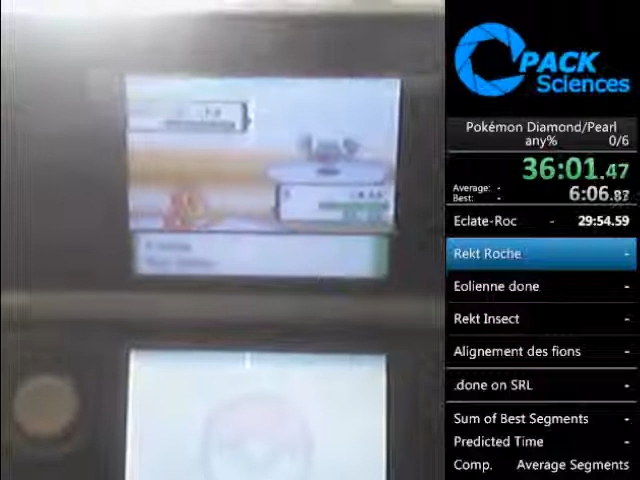 PACK
Sciences
Pokémon Diamond/Pearl
any% 0/6
36:01.47
Average: -
Best: - 6:06.87
Eclate-Roc - 29:54.59
Rekt Roche -
Eolienne done -
Rekt Insect -
Alignement des fions -
.done on SRL -
Sum of Best Segments -
Predicted Time -
Comp. Average Segments